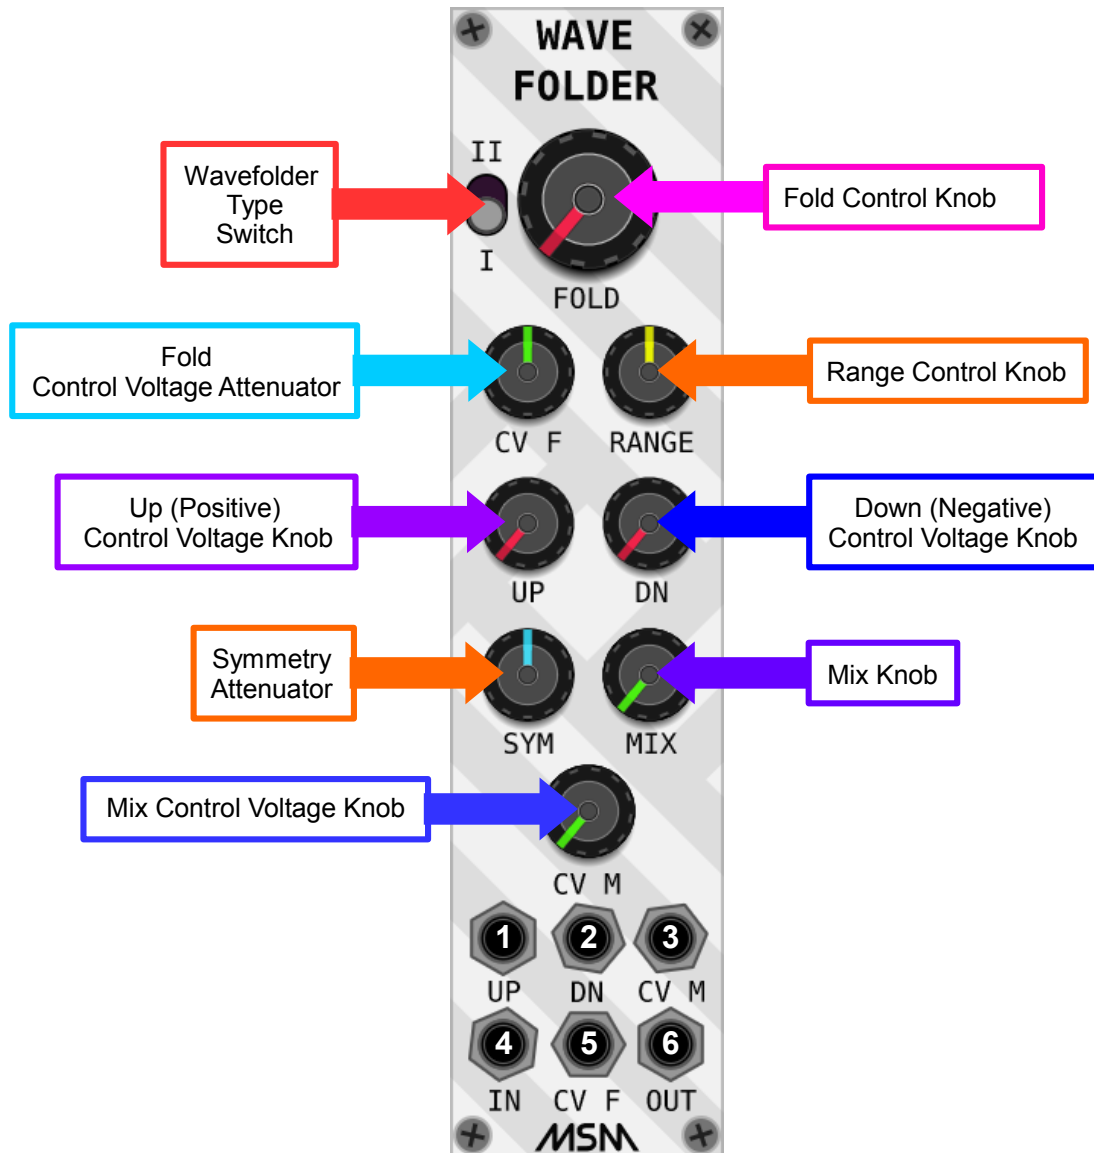 WAVE
FOLDER
II
Wavefolder
Type
Switch
Fold Control Knob
I
FOLD
Fold
Control Voltage Attenuator
Range Control Knob
CV F
RANGE
Up (Positive)
Control Voltage Knob
Down (Negative)
Control Voltage Knob
UP
DN
Symmetry
Attenuator
Mix Knob
SYM
MIX
Mix Control Voltage Knob
CV M
1
2
3
UP
DN
CV M
4
5
6
IN
CV F
OUT
MSM